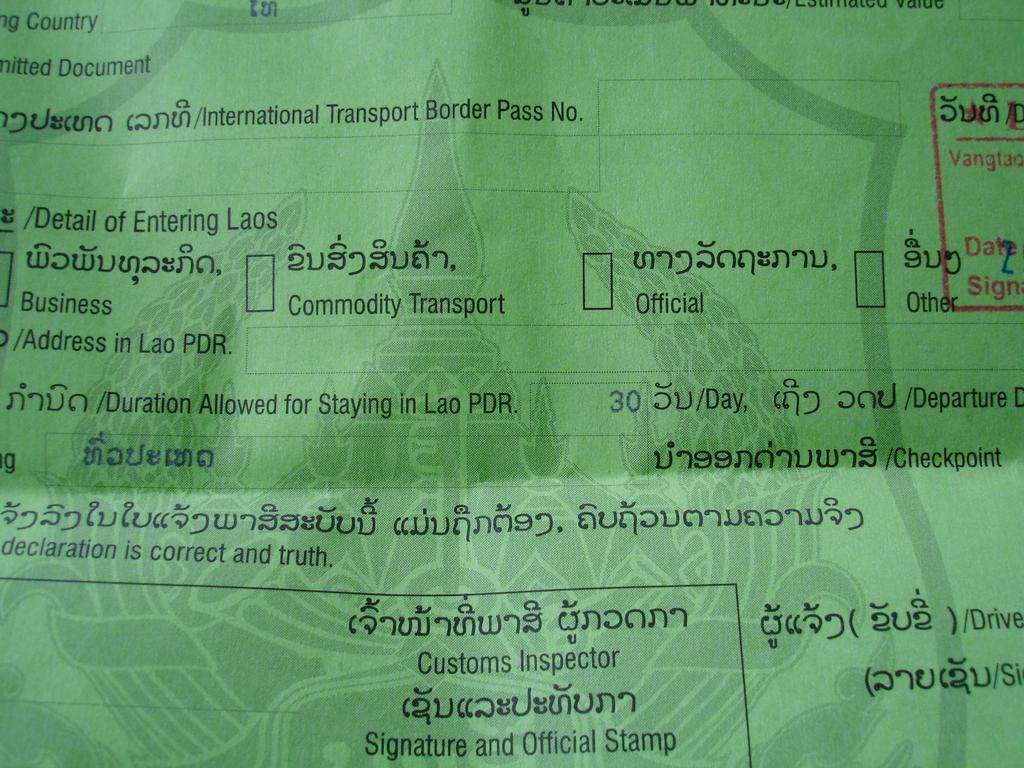 ng Country ໄທ /Estimated Value
mitted Document
າງປະເທດ ເລກທີ/International Transport Border Pass No.
ວັນທີ/D
Vangtao
/Detail of Entering Laos
ພົວພັນທຸລະກິດ, ຂົນສົ່ງສິນຄ້າ, ທາງລັດຖະການ, ອື່ນໆ
Date
Business Commodity Transport Official Other
Signa
/Address in Lao PDR.
ກຳນົດ /Duration Allowed for Staying in Lao PDR. 30 ວັນ/Day, ເຖິງ ວດປ /Departure D
ng ທົ່ວປະເທດ ນຳອອກດ່ານພາສີ /Checkpoint
ຈ້ງລົງໃນໃບແຈ້ງພາສີສະບັບນີ້ ແມ່ນຖືກຕ້ອງ, ຄົບຖ້ວນຕາມຄວາມຈິງ
declaration is correct and truth.
ເຈົ້າໜ້າທີ່ພາສີ ຜູ້ກວດກາ
Customs Inspector
ເຊັນແລະປະທັບກາ
Signature and Official Stamp
ຜູ້ແຈ້ງ( ຂັບຂີ່ )/Drive
(ລາຍເຊັນ/Si